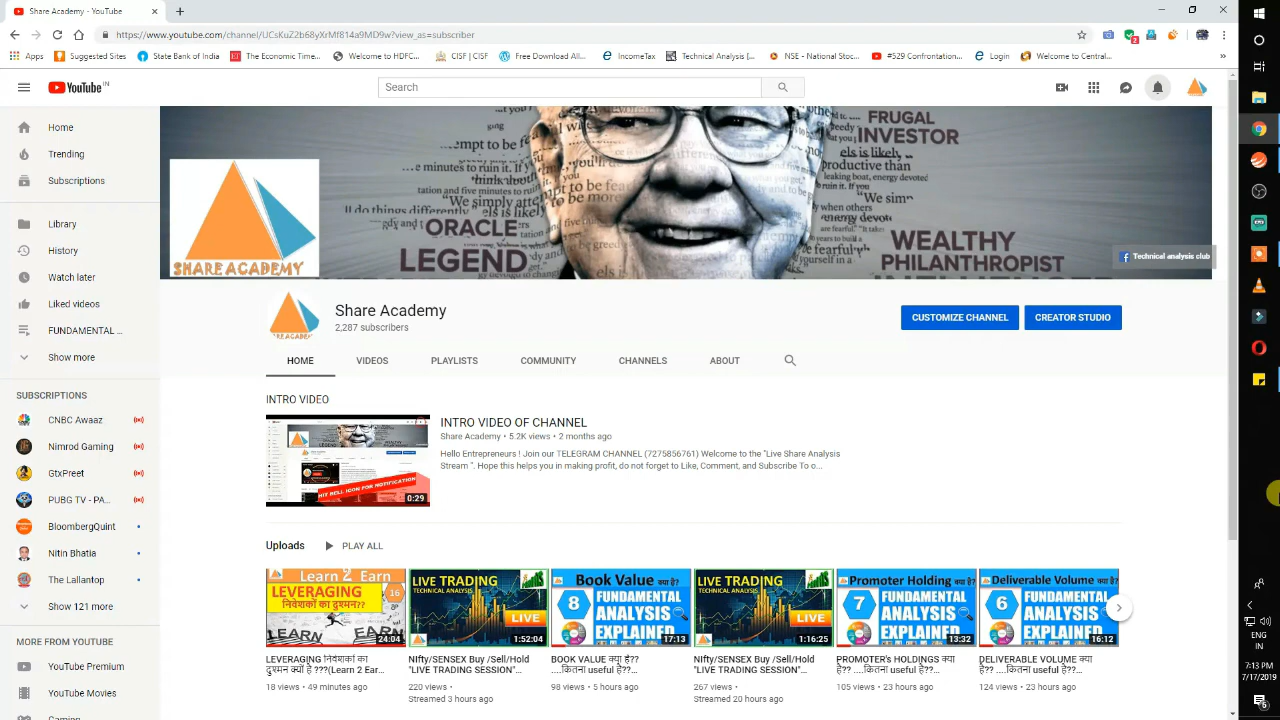 Share Academy - YouTube
https://www.youtube.com/channel/UCsKuZ2b68yXrMf814a9MD9w?view_as=subscriber
Apps
Suggested Sites
State Bank of India
The Economic Time...
Welcome to HDFC...
CISF | CISF
Free Download All...
IncomeTax
Technical Analysis [...
NSE - National Stoc...
#529 Confrontation...
Login
Welcome to Central...
YouTube IN
Search
Home
Trending
Subscriptions
Library
History
Watch later
Liked videos
FUNDAMENTAL ...
Show more
SUBSCRIPTIONS
CNBC Awaaz
Nimrod Gaming
GtxPreet
PUBG TV - PA...
BloombergQuint
Nitin Bhatia
The Lallantop
Show 121 more
MORE FROM YOUTUBE
YouTube Premium
YouTube Movies
Gaming
SHARE ACADEMY
ORACLE
LEGEND
FRUGAL
INVESTOR
WEALTHY
PHILANTHROPIST
Technical analysis club
Share Academy
2,287 subscribers
CUSTOMIZE CHANNEL
CREATOR STUDIO
HOME
VIDEOS
PLAYLISTS
COMMUNITY
CHANNELS
ABOUT
INTRO VIDEO
HIT BELL ICON FOR NOTIFICATION
0:29
INTRO VIDEO OF CHANNEL
Share Academy • 5.2K views • 2 months ago
Hello Entrepreneurs ! Join our TELEGRAM CHANNEL (7275856761) Welcome to the "Live Share Analysis
Stream ". Hope this helps you in making profit, do not forget to Like, Comment, and Subscribe To o...
Uploads
PLAY ALL
Learn 2 Earn
LEVERAGING
निवेशकों का दुश्मन??
16
LEARN EARN
24:04
LEVERAGING निवेशकों का
दुश्मन क्यों है ???(Learn 2 Ear...
18 views • 49 minutes ago
LIVE TRADING
TECHNICAL ANALYSIS
LIVE
1:52:04
NIfty/SENSEX Buy /Sell/Hold
"LIVE TRADING SESSION"...
220 views •
Streamed 3 hours ago
Book Value क्या है?
8
FUNDAMENTAL
ANALYSIS
EXPLAINED
17:13
BOOK VALUE क्या है??
....कितना useful है??...
98 views • 5 hours ago
LIVE TRADING
TECHNICAL ANALYSIS
LIVE
1:16:25
NIfty/SENSEX Buy /Sell/Hold
"LIVE TRADING SESSION"...
267 views •
Streamed 20 hours ago
Promoter Holding क्या है?
7
FUNDAMENTAL
ANALYSIS
EXPLAINED
13:32
PROMOTER's HOLDINGS क्या
है?? ....कितना useful है??...
105 views • 23 hours ago
Deliverable Volume क्या है?
6
FUNDAMENTAL
ANALYSIS
EXPLAINED
16:12
DELIVERABLE VOLUME क्या
है?? ....कितना useful है??...
124 views • 23 hours ago
ENG
IN
7:13 PM
7/17/2019